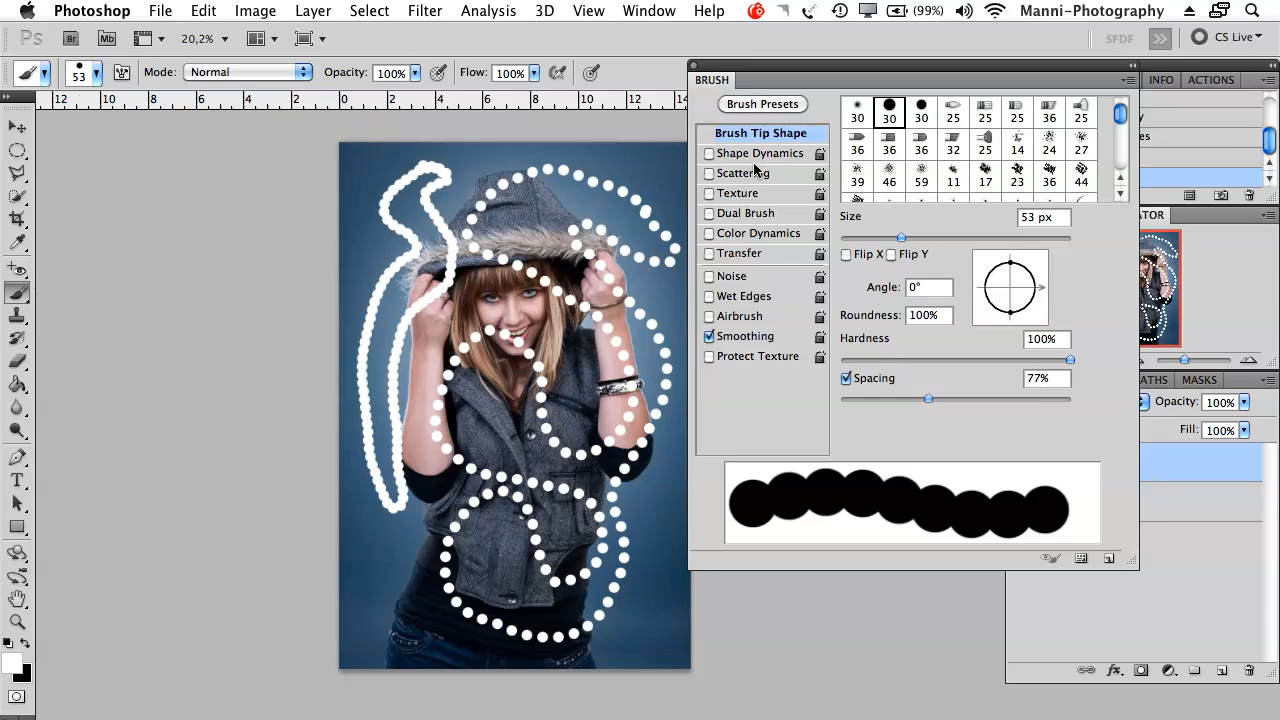 Photoshop File Edit Image Layer Select Filter Analysis 3D View Window Help (99%) Manni-Photography
Ps Br Mb 20,2% SFDF CS Live
53 Mode: Normal Opacity: 100% Flow: 100%
12 10 8 6 4 2 0 2 4 6 8 10 12 14
BRUSH
INFO ACTIONS
Brush Presets
Brush Tip Shape
Shape Dynamics
Scattering
Texture
Dual Brush
Color Dynamics
Transfer
Noise
Wet Edges
Airbrush
Smoothing
Protect Texture
30 30 30 25 25 25 36 25
36 36 36 32 25 14 24 27
39 46 59 11 17 23 36 44
Size 53 px
Flip X Flip Y
Angle: 0°
Roundness: 100%
Hardness 100%
Spacing 77%
ATOR
ATHS MASKS
Opacity: 100%
Fill: 100%
fx